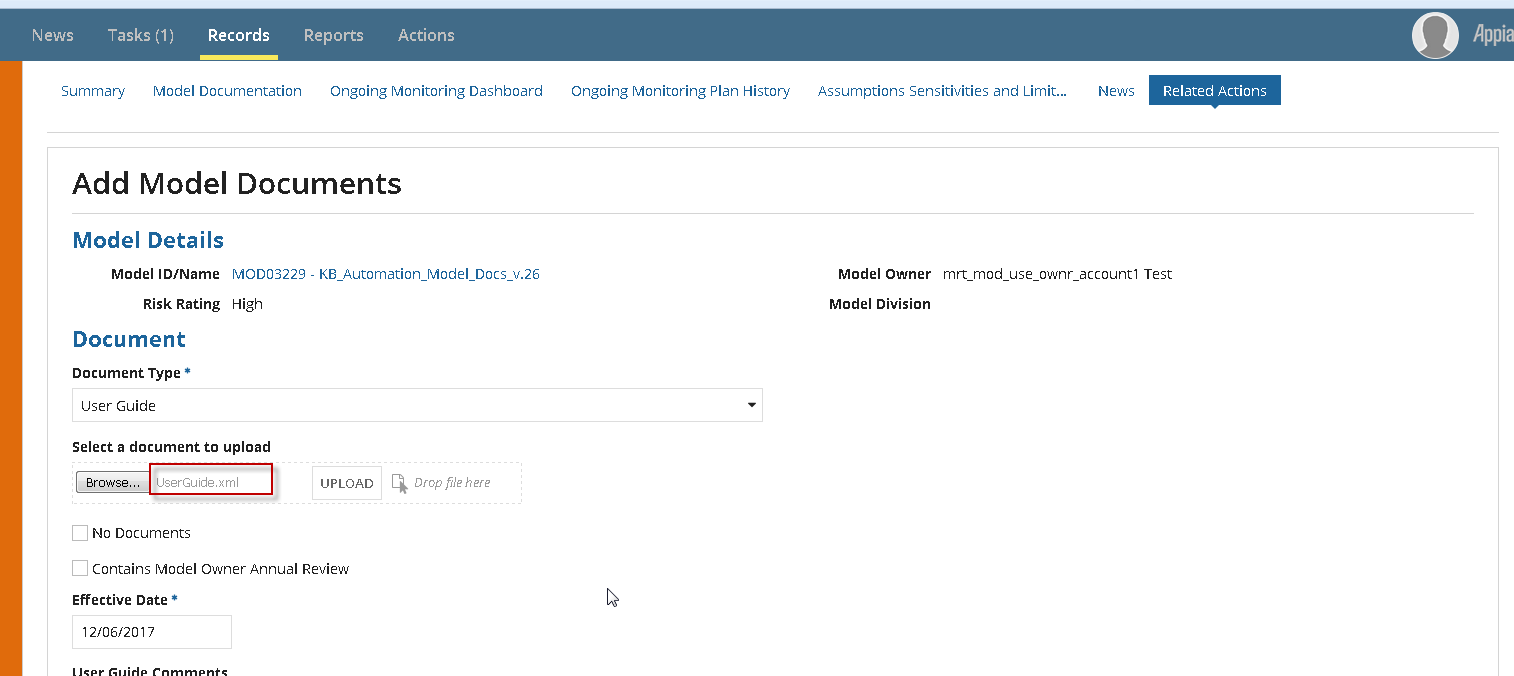 News Tasks (1) Records Reports Actions
Summary Model Documentation Ongoing Monitoring Dashboard Ongoing Monitoring Plan History Assumptions Sensitivities and Limit... News Related Actions
Add Model Documents
Model Details
Model ID/Name MOD03229 - KB_Automation_Model_Docs_v.26 Model Owner mrt_mod_use_ownr_account1 Test
Risk Rating High Model Division
Document
Document Type *
User Guide
Select a document to upload
Browse... UserGuide.xml UPLOAD Drop file here
No Documents
Contains Model Owner Annual Review
Effective Date *
12/06/2017
User Guide Comments